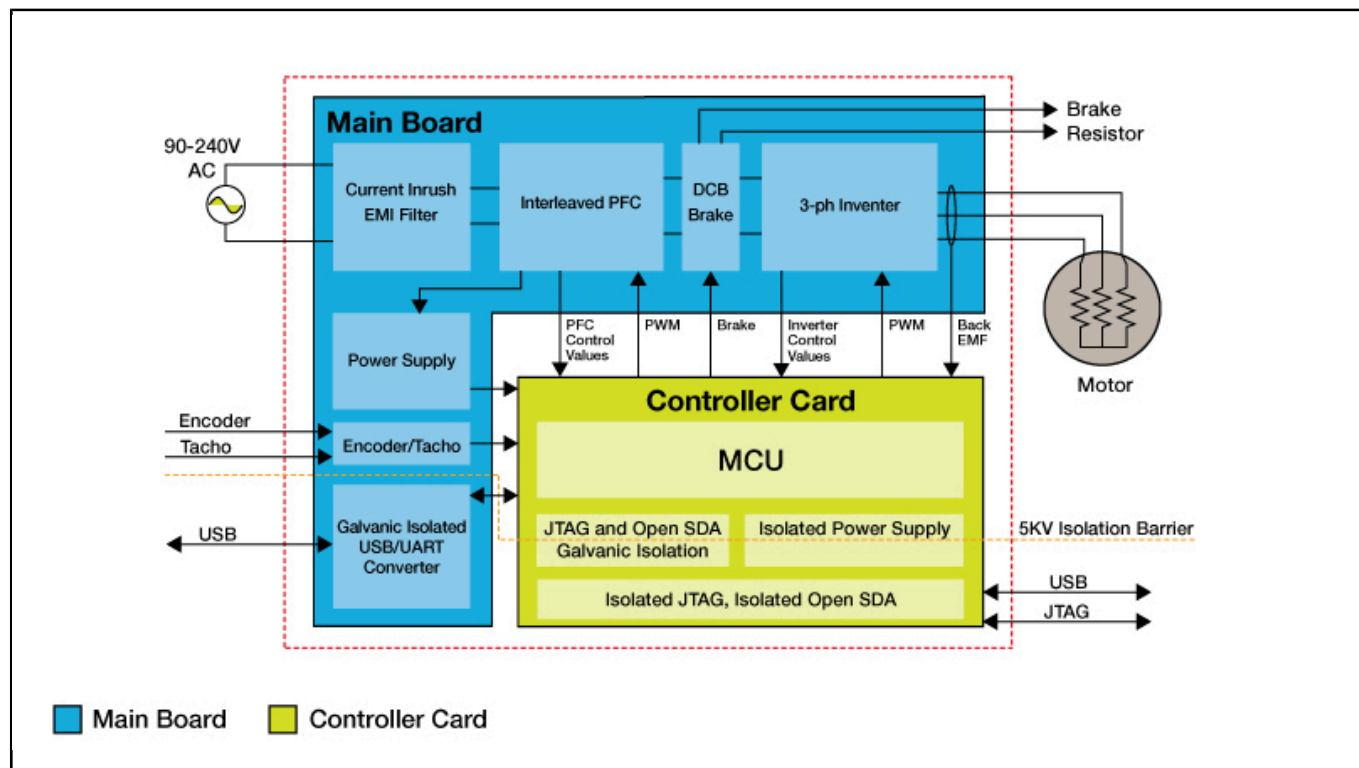 Main Board
90-240V
AC
Current Inrush
EMI Filter
Interleaved PFC
DCB
Brake
3-ph Inventer
Brake
Resistor
Motor
Power Supply
PFC
Control
Values
PWM
Brake
Inverter
Control
Values
PWM
Back
EMF
Encoder
Tacho
Encoder/Tacho
Controller Card
MCU
USB
Galvanic Isolated
USB/UART
Converter
JTAG and Open SDA
Galvanic Isolation
Isolated Power Supply
5KV Isolation Barrier
Isolated JTAG, Isolated Open SDA
USB
JTAG
Main Board
Controller Card